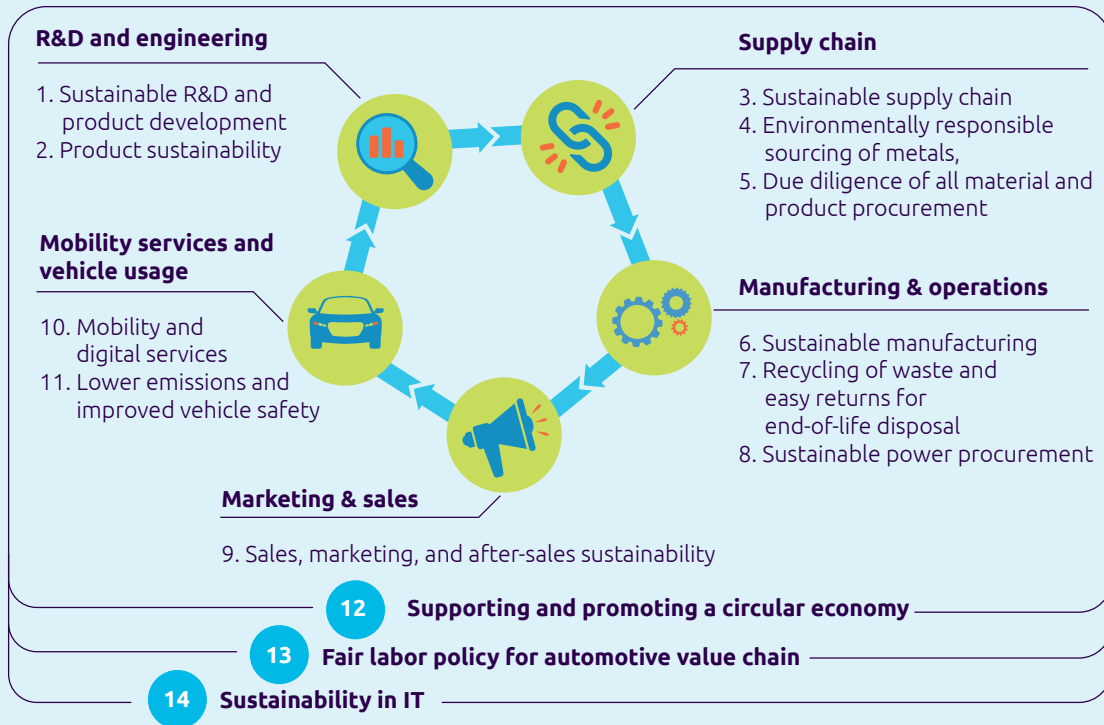 R&D and engineering
1. Sustainable R&D and
product development
2. Product sustainability
Supply chain
3. Sustainable supply chain
4. Environmentally responsible
sourcing of metals,
5. Due diligence of all material and
product procurement
Mobility services and
vehicle usage
10. Mobility and
digital services
11. Lower emissions and
improved vehicle safety
Manufacturing & operations
6. Sustainable manufacturing
7. Recycling of waste and
easy returns for
end-of-life disposal
8. Sustainable power procurement
Marketing & sales
9. Sales, marketing, and after-sales sustainability
12 Supporting and promoting a circular economy
13 Fair labor policy for automotive value chain
14 Sustainability in IT